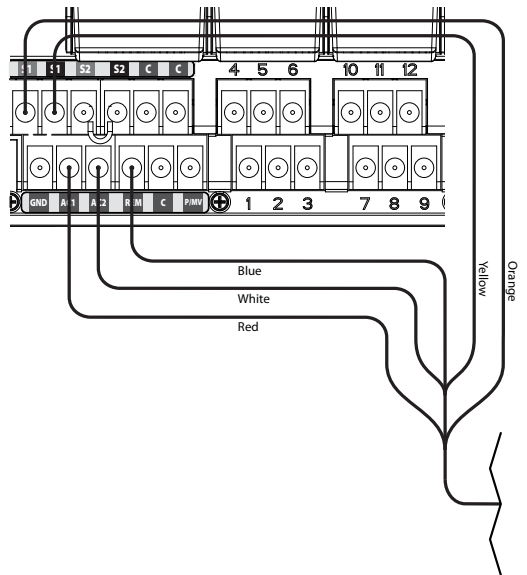 S1 S1 S2 S2 C C 4 5 6 10 11 12
GND AC1 AC2 REM C P/MV 1 2 3 7 8 9
Blue
White
Red
Yellow
Orange